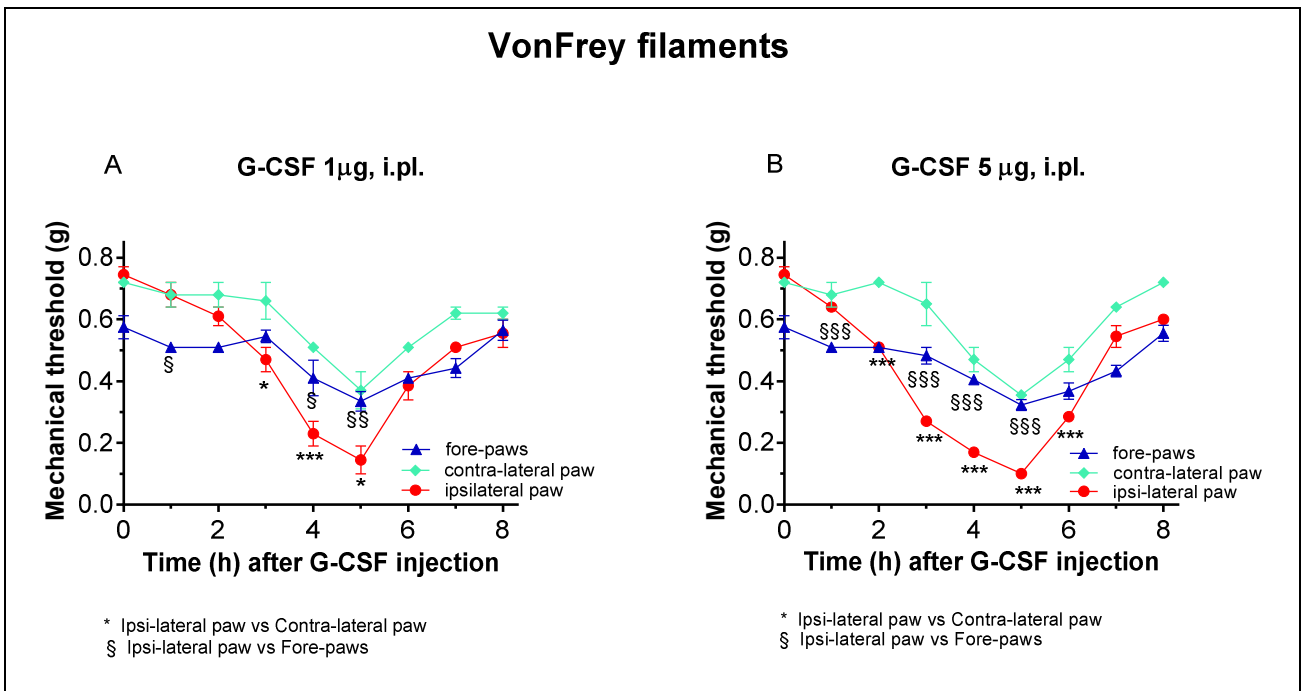 VonFrey filaments
A
G-CSF 1μg, i.pl.
Mechanical threshold (g)
0.8
0.6
0.4
0.2
0.0
§
*
§
***
§§
*
fore-paws
contra-lateral paw
ipsilateral paw
0 2 4 6 8
Time (h) after G-CSF injection
* Ipsi-lateral paw vs Contra-lateral paw
§ Ipsi-lateral paw vs Fore-paws
B
G-CSF 5 μg, i.pl.
Mechanical threshold (g)
0.8
0.6
0.4
0.2
0.0
§§§
***
§§§
***
§§§
***
§§§
***
***
fore-paws
contra-lateral paw
ipsi-lateral paw
0 2 4 6 8
Time (h) after G-CSF injection
* Ipsi-lateral paw vs Contra-lateral paw
§ Ipsi-lateral paw vs Fore-paws